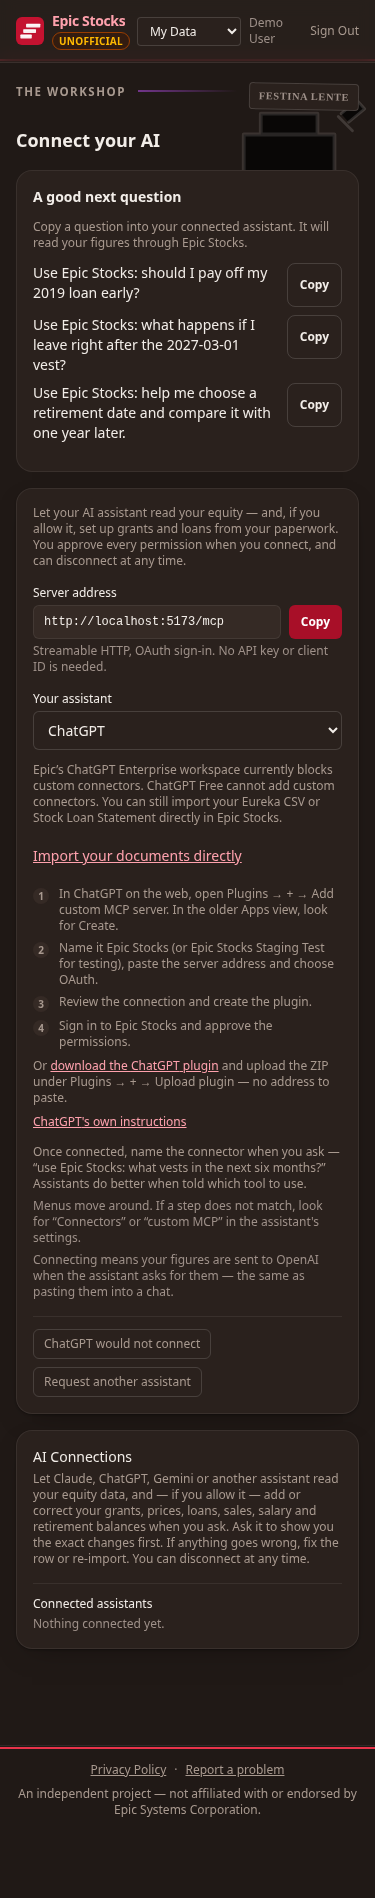 Epic Stocks
UNOFFICIAL
My Data
Demo User
Sign Out
THE WORKSHOP
FESTINA LENTE
Connect your AI
A good next question
Copy a question into your connected assistant. It will
read your figures through Epic Stocks.
Use Epic Stocks: should I pay off my
2019 loan early?
Copy
Use Epic Stocks: what happens if I
leave right after the 2027-03-01
vest?
Copy
Use Epic Stocks: help me choose a
retirement date and compare it with
one year later.
Copy
Let your AI assistant read your equity — and, if you
allow it, set up grants and loans from your paperwork.
You approve every permission when you connect, and
can disconnect at any time.
Server address
http://localhost:5173/mcp
Copy
Streamable HTTP, OAuth sign-in. No API key or client
ID is needed.
Your assistant
ChatGPT
Epic’s ChatGPT Enterprise workspace currently blocks
custom connectors. ChatGPT Free cannot add custom
connectors. You can still import your Eureka CSV or
Stock Loan Statement directly in Epic Stocks.
Import your documents directly
1 In ChatGPT on the web, open Plugins → + → Add
custom MCP server. In the older Apps view, look
for Create.
2 Name it Epic Stocks (or Epic Stocks Staging Test
for testing), paste the server address and choose
OAuth.
3 Review the connection and create the plugin.
4 Sign in to Epic Stocks and approve the
permissions.
Or download the ChatGPT plugin and upload the ZIP
under Plugins → + → Upload plugin — no address to
paste.
ChatGPT's own instructions
Once connected, name the connector when you ask —
“use Epic Stocks: what vests in the next six months?”
Assistants do better when told which tool to use.
Menus move around. If a step does not match, look
for “Connectors” or “custom MCP” in the assistant's
settings.
Connecting means your figures are sent to OpenAI
when the assistant asks for them — the same as
pasting them into a chat.
ChatGPT would not connect
Request another assistant
AI Connections
Let Claude, ChatGPT, Gemini or another assistant read
your equity data, and — if you allow it — add or
correct your grants, prices, loans, sales, salary and
retirement balances when you ask. Ask it to show you
the exact changes first. If anything goes wrong, fix the
row or re-import. You can disconnect at any time.
Connected assistants
Nothing connected yet.
Privacy Policy · Report a problem
An independent project — not affiliated with or endorsed by
Epic Systems Corporation.